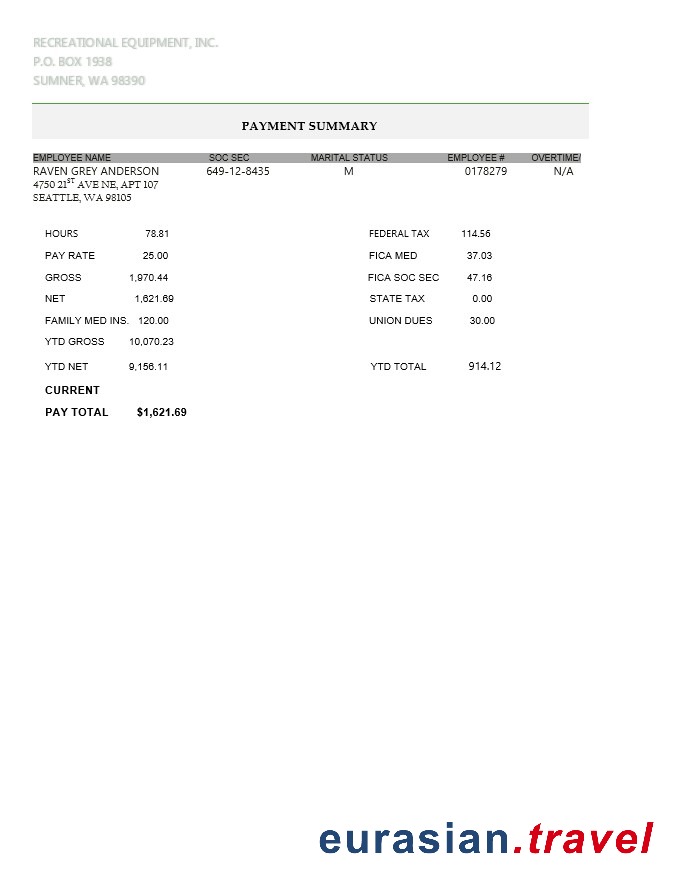 RECREATIONAL EQUIPMENT, INC.
P.O. BOX 1938
SUMNER, WA 98390
PAYMENT SUMMARY
EMPLOYEE NAME SOC SEC MARITAL STATUS EMPLOYEE # OVERTIME/
RAVEN GREY ANDERSON 649-12-8435 M 0178279 N/A
4750 21ST AVE NE, APT 107
SEATTLE, WA 98105
HOURS 78.81 FEDERAL TAX 114.56
PAY RATE 25.00 FICA MED 37.03
GROSS 1,970.44 FICA SOC SEC 47.16
NET 1,621.69 STATE TAX 0.00
FAMILY MED INS. 120.00 UNION DUES 30.00
YTD GROSS 10,070.23
YTD NET 9,156.11 YTD TOTAL 914.12
CURRENT
PAY TOTAL $1,621.69
eurasian.travel